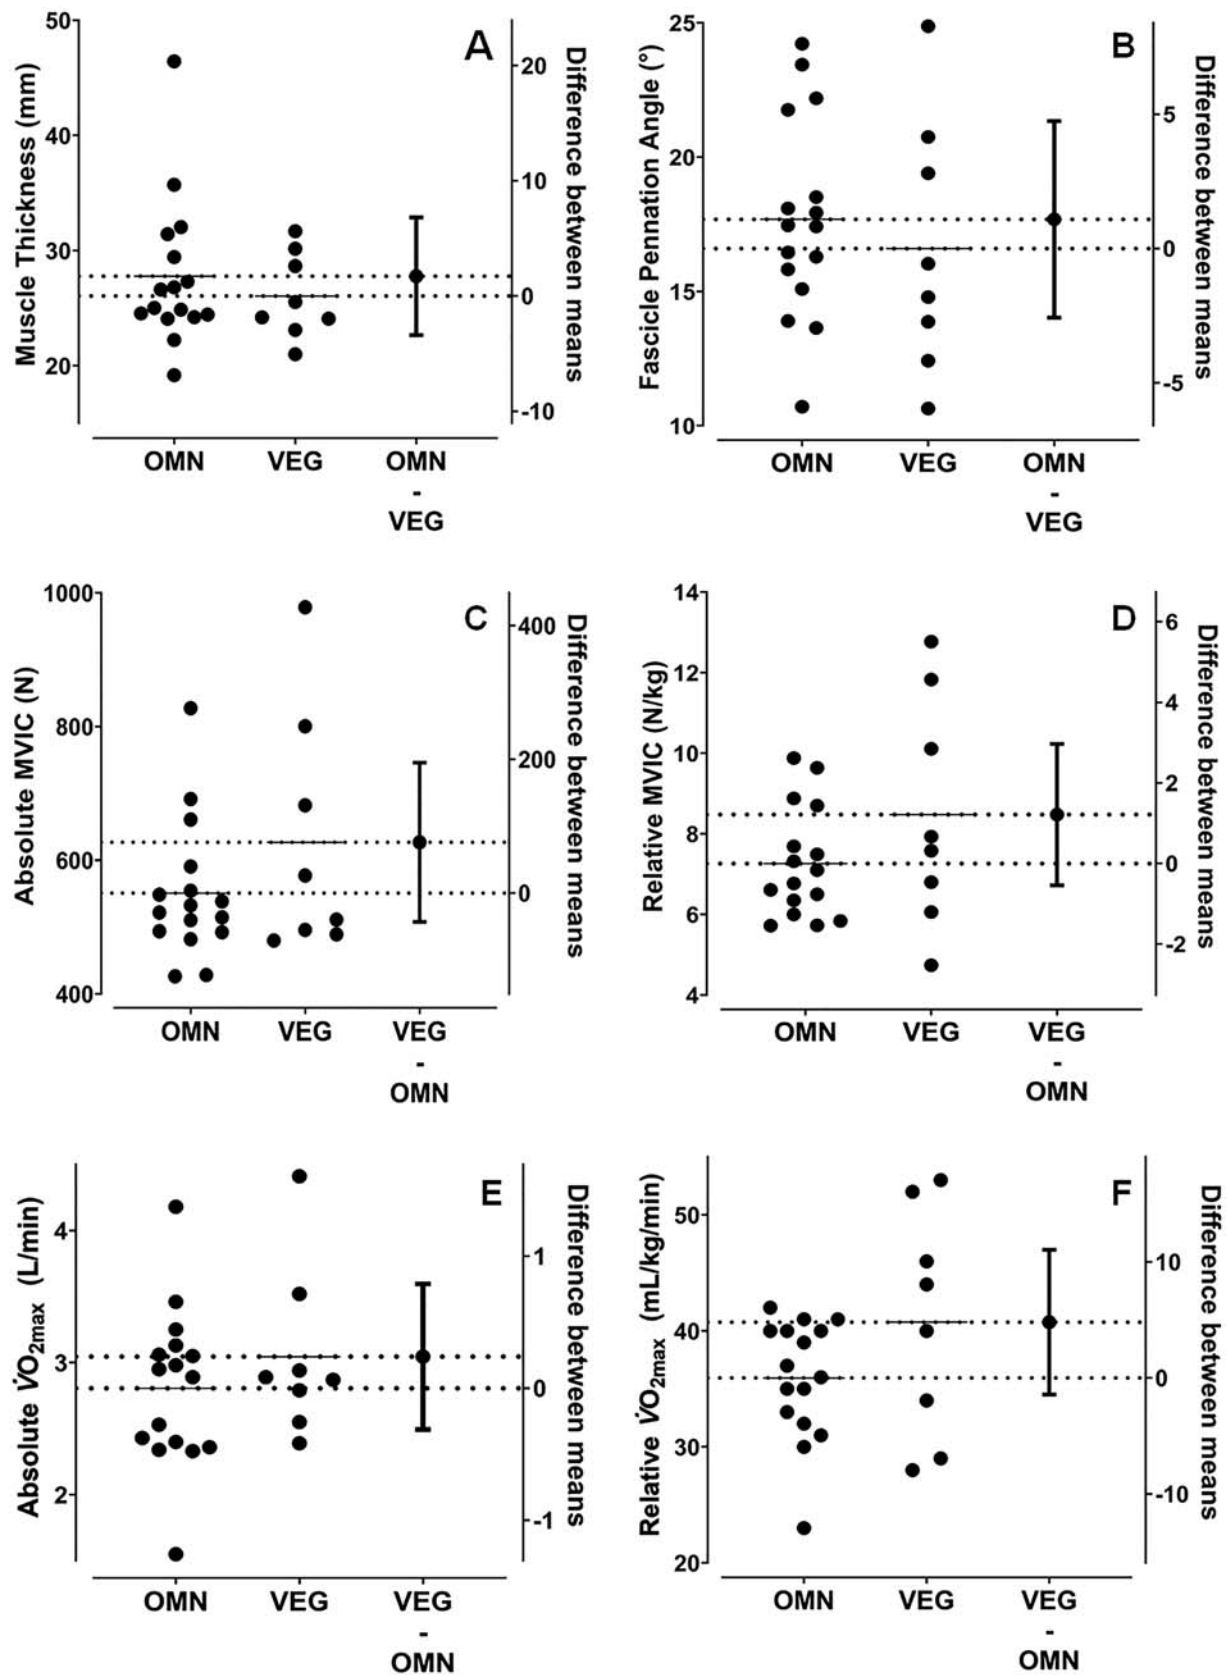 A
Muscle Thickness (mm)
50
40
30
20
20
10
0
-10
Difference between means
OMN
VEG
OMN
-
VEG
B
Fascicle Pennation Angle (°)
25
20
15
10
5
0
-5
Difference between means
OMN
VEG
OMN
-
VEG
C
Absolute MVIC (N)
1000
800
600
400
400
200
0
Difference between means
OMN
VEG
VEG
-
OMN
D
Relative MVIC (N/kg)
14
12
10
8
6
4
6
4
2
0
-2
Difference between means
OMN
VEG
VEG
-
OMN
E
Absolute V̇O2max (L/min)
4
3
2
1
0
-1
Difference between means
OMN
VEG
VEG
-
OMN
F
Relative V̇O2max (mL/kg/min)
50
40
30
20
10
0
-10
Difference between means
OMN
VEG
VEG
-
OMN